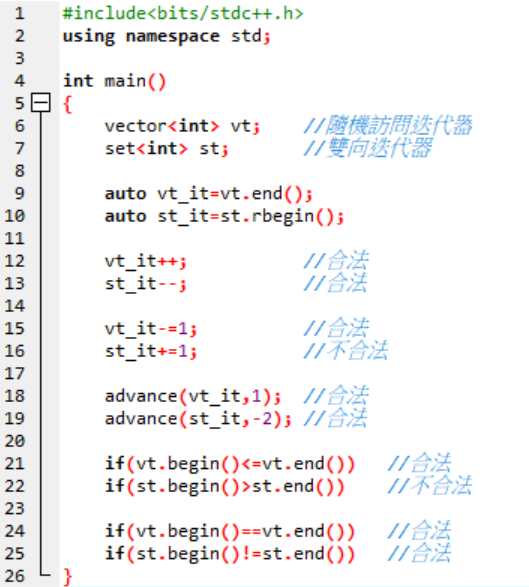 1 #include<bits/stdc++.h>
2 using namespace std;
3
4 int main()
5 {
6 vector<int> vt; //隨機訪問迭代器
7 set<int> st; //雙向迭代器
8
9 auto vt_it=vt.end();
10 auto st_it=st.rbegin();
11
12 vt_it++; //合法
13 st_it--; //合法
14
15 vt_it-=1; //合法
16 st_it+=1; //不合法
17
18 advance(vt_it,1); //合法
19 advance(st_it,-2); //合法
20
21 if(vt.begin()<=vt.end()) //合法
22 if(st.begin()>st.end()) //不合法
23
24 if(vt.begin()==vt.end()) //合法
25 if(st.begin()!=st.end()) //合法
26 }